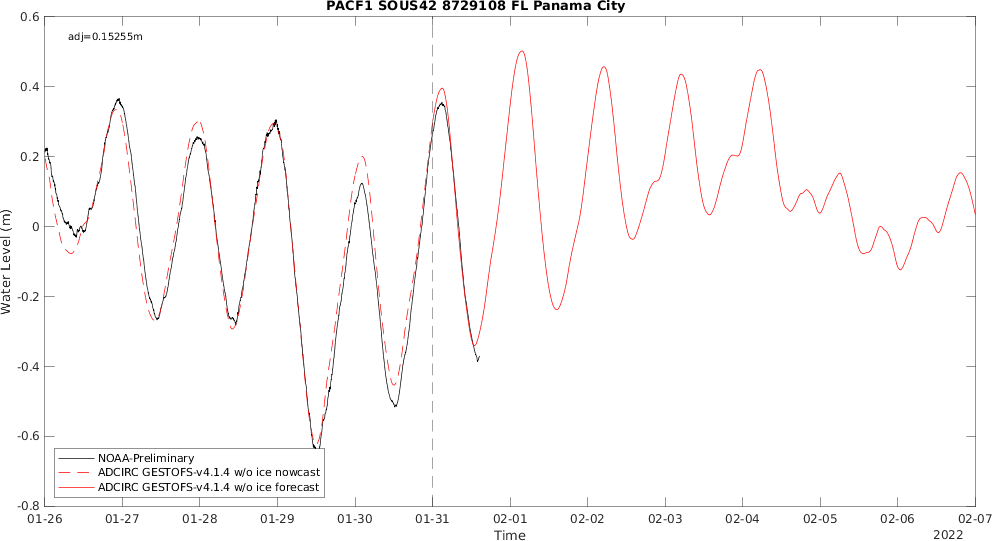 PACF1 SOUS42 8729108 FL Panama City
adj=0.15255m
0.6
0.4
0.2
0
-0.2
-0.4
-0.6
-0.8
Water Level (m)
NOAA-Preliminary
ADCIRC GESTOFS-v4.1.4 w/o ice nowcast
ADCIRC GESTOFS-v4.1.4 w/o ice forecast
01-26 01-27 01-28 01-29 01-30 01-31 02-01 02-02 02-03 02-04 02-05 02-06 02-07
Time
2022